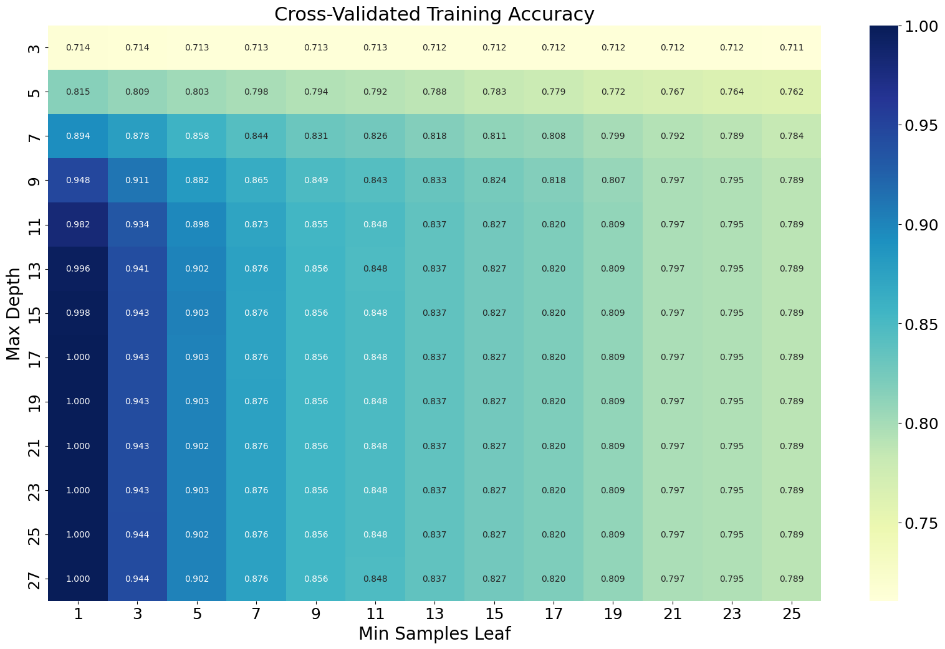 Cross-Validated Training Accuracy
3 0.714 0.714 0.713 0.713 0.713 0.713 0.712 0.712 0.712 0.712 0.712 0.712 0.711
5 0.815 0.809 0.803 0.798 0.794 0.792 0.788 0.783 0.779 0.772 0.767 0.764 0.762
7 0.894 0.878 0.858 0.844 0.831 0.826 0.818 0.811 0.808 0.799 0.792 0.789 0.784
9 0.948 0.911 0.882 0.865 0.849 0.843 0.833 0.824 0.818 0.807 0.797 0.795 0.789
11 0.982 0.934 0.898 0.873 0.855 0.848 0.837 0.827 0.820 0.809 0.797 0.795 0.789
13 0.996 0.941 0.902 0.876 0.856 0.848 0.837 0.827 0.820 0.809 0.797 0.795 0.789
15 0.998 0.943 0.903 0.876 0.856 0.848 0.837 0.827 0.820 0.809 0.797 0.795 0.789
17 1.000 0.943 0.903 0.876 0.856 0.848 0.837 0.827 0.820 0.809 0.797 0.795 0.789
19 1.000 0.943 0.903 0.876 0.856 0.848 0.837 0.827 0.820 0.809 0.797 0.795 0.789
21 1.000 0.943 0.902 0.876 0.856 0.848 0.837 0.827 0.820 0.809 0.797 0.795 0.789
23 1.000 0.943 0.903 0.876 0.856 0.848 0.837 0.827 0.820 0.809 0.797 0.795 0.789
25 1.000 0.944 0.902 0.876 0.856 0.848 0.837 0.827 0.820 0.809 0.797 0.795 0.789
27 1.000 0.944 0.902 0.876 0.856 0.848 0.837 0.827 0.820 0.809 0.797 0.795 0.789
1 3 5 7 9 11 13 15 17 19 21 23 25
Min Samples Leaf
Max Depth
1.00
0.95
0.90
0.85
0.80
0.75